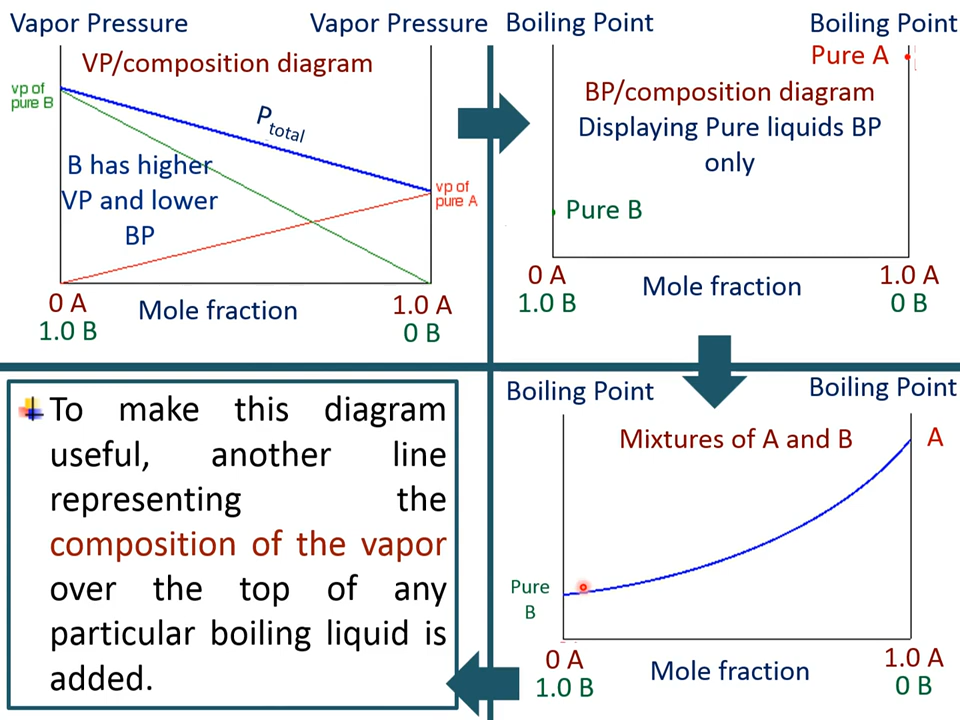 Vapor Pressure
Vapor Pressure
VP/composition diagram
vp of
pure B
P total
B has higher
VP and lower
BP
vp of
pure A
0 A
1.0 B
Mole fraction
1.0 A
0 B
Boiling Point
Boiling Point
Pure A
BP/composition diagram
Displaying Pure liquids BP
only
Pure B
0 A
1.0 B
Mole fraction
1.0 A
0 B
Boiling Point
Boiling Point
Mixtures of A and B
A
Pure
B
0 A
1.0 B
Mole fraction
1.0 A
0 B
To make this diagram
useful, another line
representing the
composition of the vapor
over the top of any
particular boiling liquid is
added.